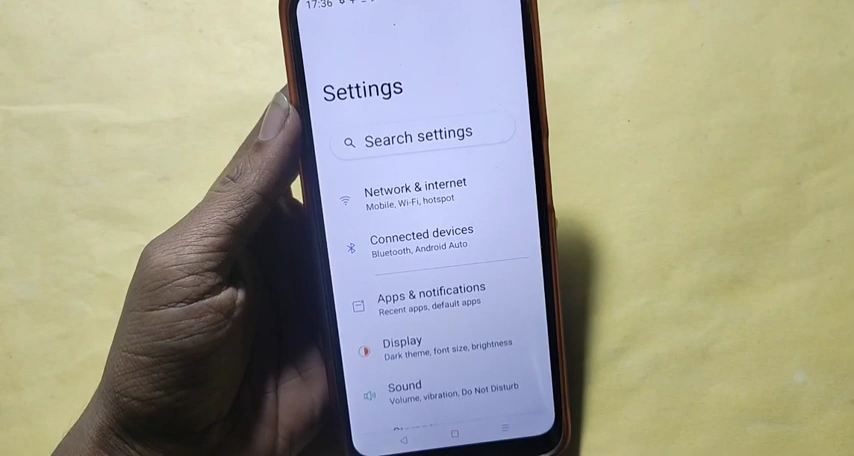 17:36
Settings
Search settings
Network & internet
Mobile, Wi-Fi, hotspot
Connected devices
Bluetooth, Android Auto
Apps & notifications
Recent apps, default apps
Display
Dark theme, font size, brightness
Sound
Volume, vibration, Do Not Disturb